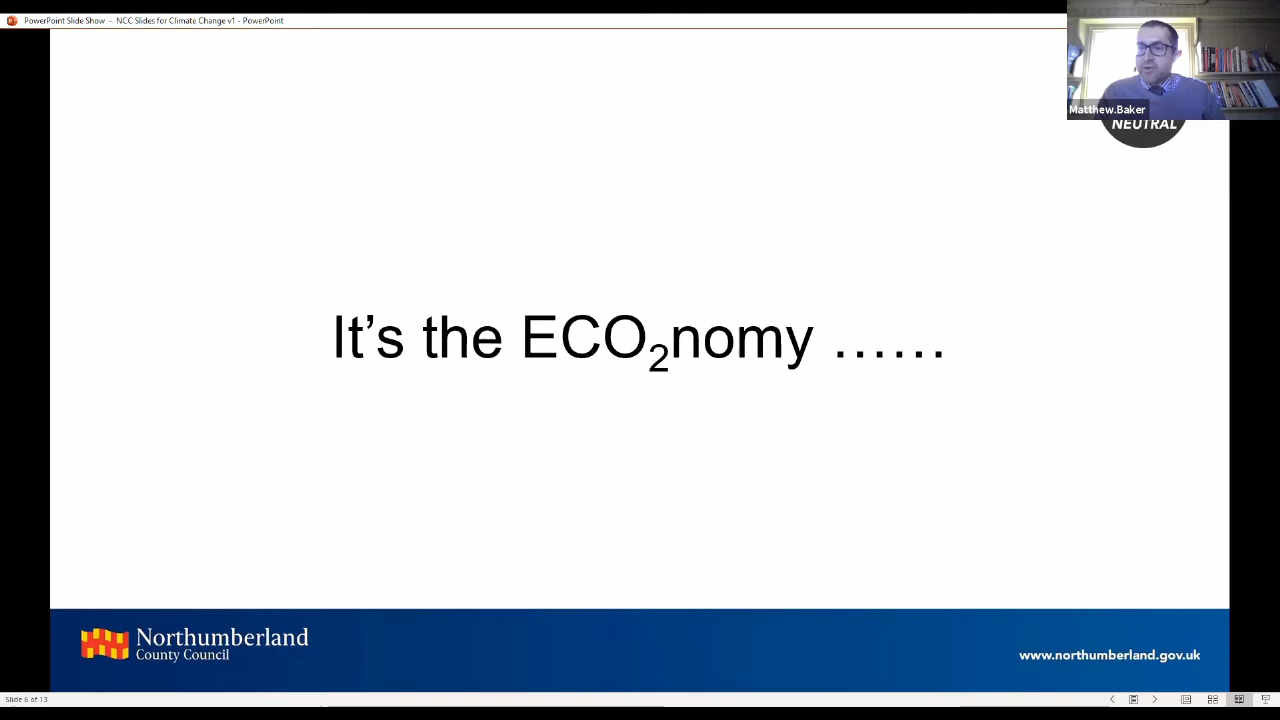 PowerPoint Slide Show - NCC Slides for Climate Change v1 - PowerPoint
Matthew.Baker
NEUTRAL
It's the ECO₂nomy ……
Northumberland
County Council
www.northumberland.gov.uk
Slide 6 of 13